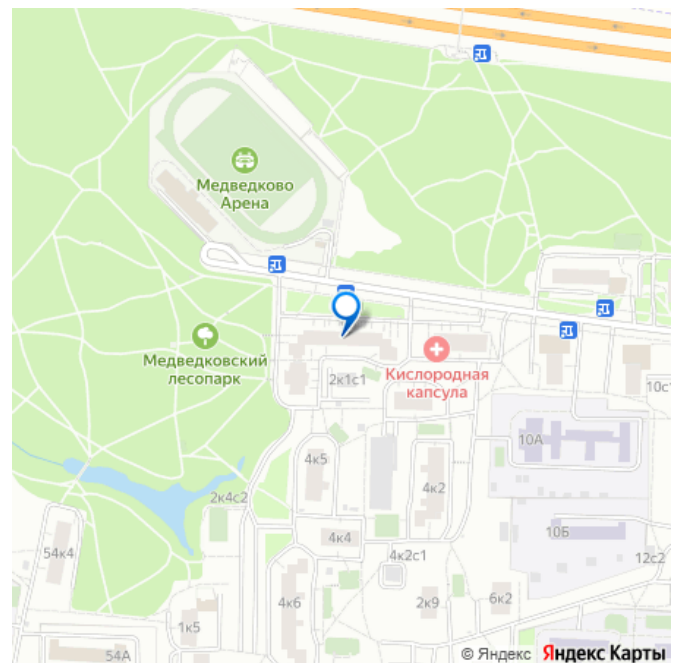 Медведково
Арена
Медведковский
лесопарк
Кислородная
капсула
2к1с1
10с1
10А
4к5
4к2
2к4с2
10Б
4к4
54к4
4к2с1
12с2
4к6
2к9
6к2
1к5
54А
© Яндекс Яндекс Карты